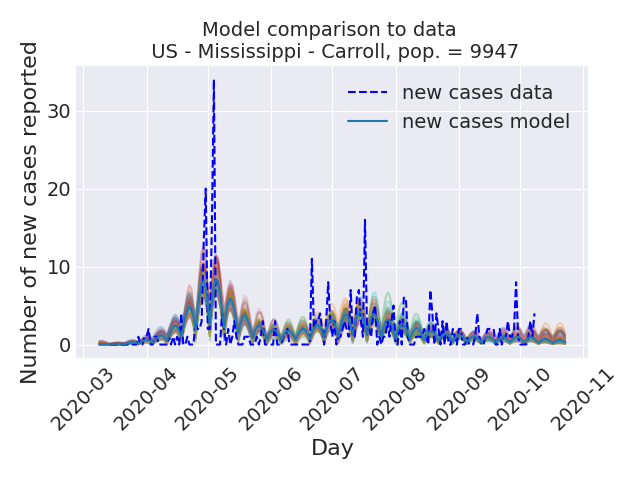 Model comparison to data
US - Mississippi - Carroll, pop. = 9947
Number of new cases reported
30
20
10
0
new cases data
new cases model
2020-03
2020-04
2020-05
2020-06
2020-07
2020-08
2020-09
2020-10
2020-11
Day